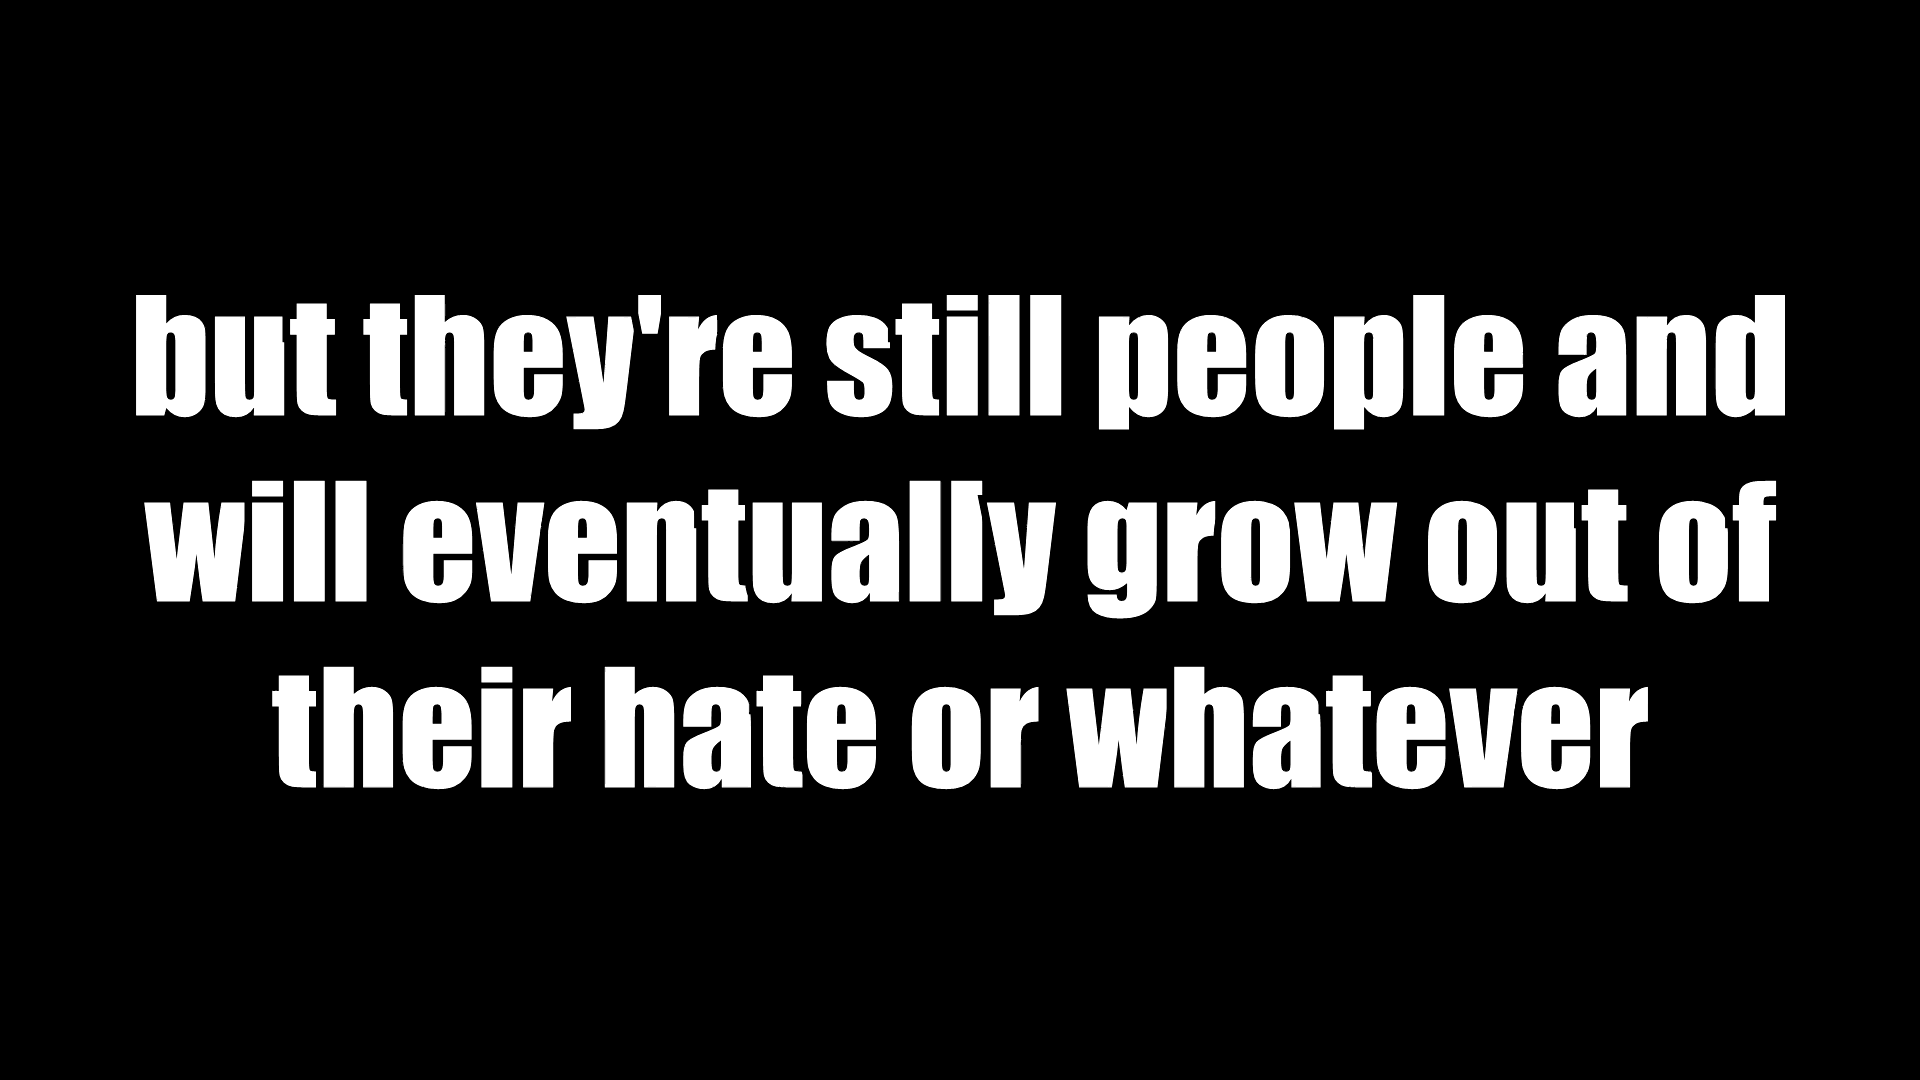 but they're still people and
will eventually grow out of
their hate or whatever